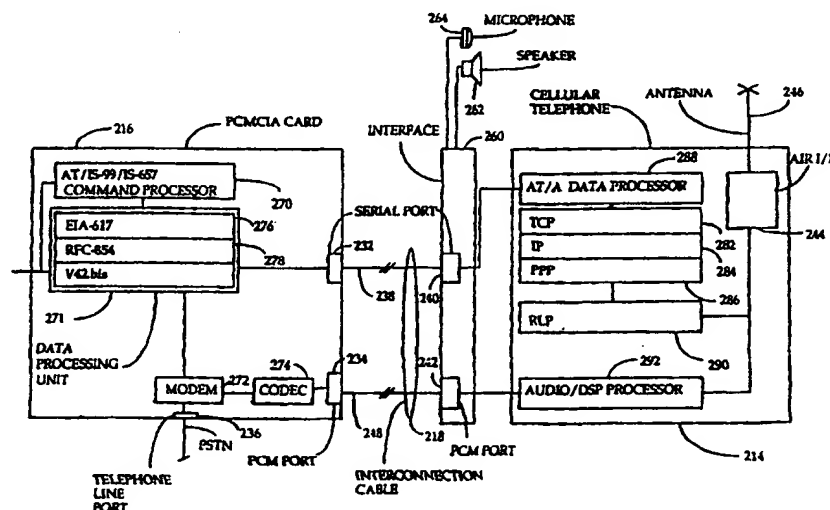 264
MICROPHONE
SPEAKER
262
CELLULAR
TELEPHONE
ANTENNA
246
216
PCMCIA CARD
INTERFACE
260
288
AIR I/F
AT/IS-99/IS-657
COMMAND PROCESSOR
270
EIA-617
276
RFC-854
278
V42.bis
271
SERIAL PORT
232
238
240
AT/A DATA PROCESSOR
TCP
282
IP
284
PPP
286
244
RLP
290
DATA
PROCESSING
UNIT
MODEM
272
274
CODEC
234
242
292
AUDIO/DSP PROCESSOR
236
PSTN
248
218
PCM PORT
PCM PORT
214
TELEPHONE
LINE
PORT
INTERCONNECTION
CABLE